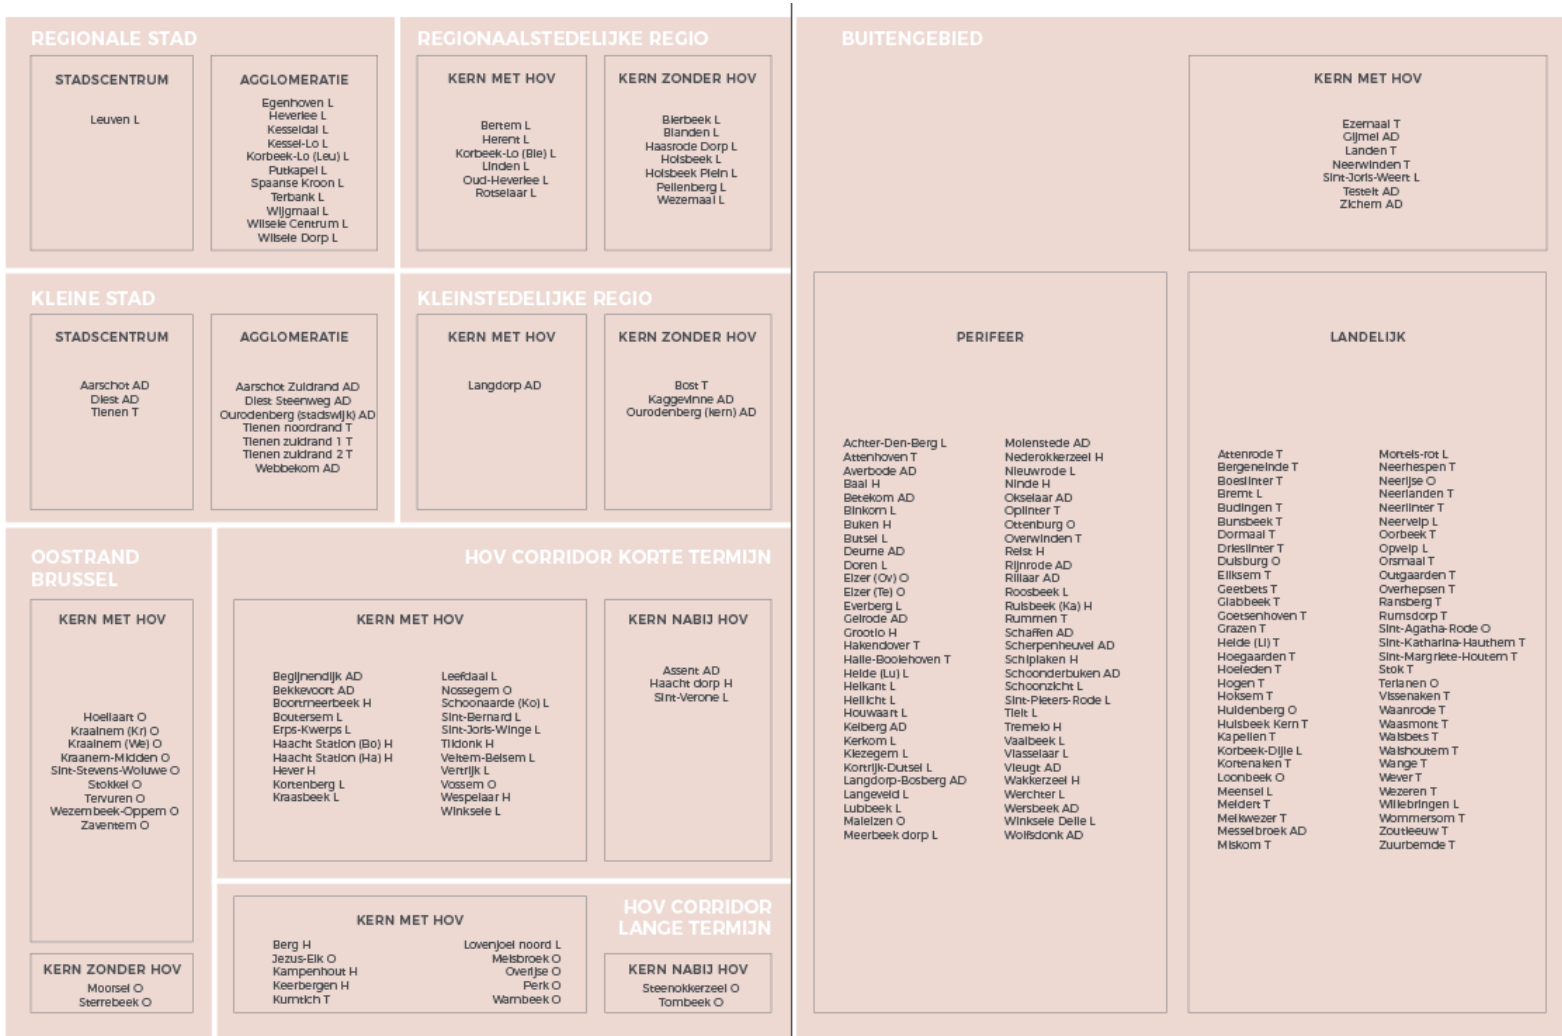 REGIONALE STAD
STADSCENTRUM
Leuven L
AGGLOMERATIE
Egenhoven L
Heverlee L
Kesseldal L
Kessel-Lo L
Korbeek-Lo (Leu) L
Putkapel L
Spaanse Kroon L
Terbank L
Wijgmaal L
Wilsele Centrum L
Wilsele Dorp L
REGIONAALSTEDELIJKE REGIO
KERN MET HOV
Bertem L
Herent L
Korbeek-Lo (Bie) L
Linden L
Oud-Heverlee L
Rotselaar L
KERN ZONDER HOV
Bierbeek L
Blanden L
Haasrode Dorp L
Holsbeek L
Holsbeek Plein L
Pellenberg L
Wezemaal L
KLEINE STAD
STADSCENTRUM
Aarschot AD
Diest AD
Tienen T
AGGLOMERATIE
Aarschot Zuidrand AD
Diest Steenweg AD
Ourodenberg (stadswijk) AD
Tienen noordrand T
Tienen zuidrand 1 T
Tienen zuidrand 2 T
Webbekom AD
KLEINSTEDELIJKE REGIO
KERN MET HOV
Langdorp AD
KERN ZONDER HOV
Bost T
Kaggevinne AD
Ourodenberg (kern) AD
OOSTRAND
BRUSSEL
KERN MET HOV
Hoeilaart O
Kraainem (Kr) O
Kraainem (We) O
Kraanem-Midden O
Sint-Stevens-Woluwe O
Stokkel O
Tervuren O
Wezembeek-Oppem O
Zaventem O
KERN ZONDER HOV
Moorsel O
Sterrebeek O
HOV CORRIDOR KORTE TERMIJN
KERN MET HOV
Begijnendijk AD
Bekkevoort AD
Boortmeerbeek H
Boutersem L
Erps-Kwerps L
Haacht Station (Bo) H
Haacht Station (Ha) H
Hever H
Kortenberg L
Kraasbeek L
Leefdaal L
Nossegem O
Schoonaarde (Ko) L
Sint-Bernard L
Sint-Joris-Winge L
Tildonk H
Veltem-Beisem L
Vertrijk L
Vossem O
Wespelaar H
Winksele L
KERN NABIJ HOV
Assent AD
Haacht dorp H
Sint-Verone L
HOV CORRIDOR
LANGE TERMIJN
KERN MET HOV
Berg H
Jezus-Eik O
Kampenhout H
Keerbergen H
Kumtich T
Lovenjoel noord L
Melsbroek O
Overijse O
Perk O
Wambeek O
KERN NABIJ HOV
Steenokkerzeel O
Tombeek O
BUITENGEBIED
KERN MET HOV
Ezemaal T
Gijmel AD
Landen T
Neerwinden T
Sint-Joris-Weert L
Testelt AD
Zichem AD
PERIFEER
Achter-Den-Berg L
Attenhoven T
Averbode AD
Baal H
Betekom AD
Binkom L
Buken H
Butsel L
Deurne AD
Doren L
Eizer (Ov) O
Eizer (Te) O
Everberg L
Gelrode AD
Grootlo H
Hakendover T
Halle-Booienhoven T
Heide (Lu) L
Heikant L
Hellicht L
Houwaart L
Kelberg AD
Kerkom L
Kiezegem L
Kortrijk-Dutsel L
Langdorp-Bosberg AD
Langeveld L
Lubbeek L
Maleizen O
Meerbeek dorp L
Molenstede AD
Nederokkerzeel H
Nieuwrode L
Ninde H
Okselaar AD
Oplinter T
Ottenburg O
Overwinden T
Relst H
Rijnrode AD
Rillaar AD
Roosbeek L
Ruisbeek (Ka) H
Rummen T
Schaffen AD
Scherpenheuvel AD
Schiplaken H
Schoonderbuken AD
Schoonzicht L
Sint-Pieters-Rode L
Tielt L
Tremelo H
Vaalbeek L
Vlasselaar L
Vleugt AD
Wakkerzeel H
Werchter L
Wersbeek AD
Winksele Delle L
Wolfsdonk AD
LANDELIJK
Attenrode T
Bergeneinde T
Boeslinter T
Bremt L
Budingen T
Bunsbeek T
Dormaal T
Drieslinter T
Duisburg O
Eliksem T
Geetbets T
Glabbeek T
Goetsenhoven T
Grazen T
Heide (Li) T
Hoegaarden T
Hoeleden T
Hogen T
Hoksem T
Huldenberg O
Hulsbeek Kern T
Kapellen T
Korbeek-Dijle L
Kortenaken T
Loonbeek O
Meensel L
Meldert T
Melkwezer T
Messelbroek AD
Miskom T
Mortels-rot L
Neerhespen T
Neerijse O
Neerlanden T
Neerlinter T
Neervelp L
Oorbeek T
Opvelp L
Orsmaal T
Outgaarden T
Overhepsen T
Ransberg T
Rumsdorp T
Sint-Agatha-Rode O
Sint-Katharina-Hauthem T
Sint-Margriete-Houtem T
Stok T
Terlanen O
Vissenaken T
Waanrode T
Waasmont T
Walsbets T
Walshoutem T
Wange T
Wever T
Wezeren T
Willebringen L
Wommersom T
Zoutleeuw T
Zuurbemde T